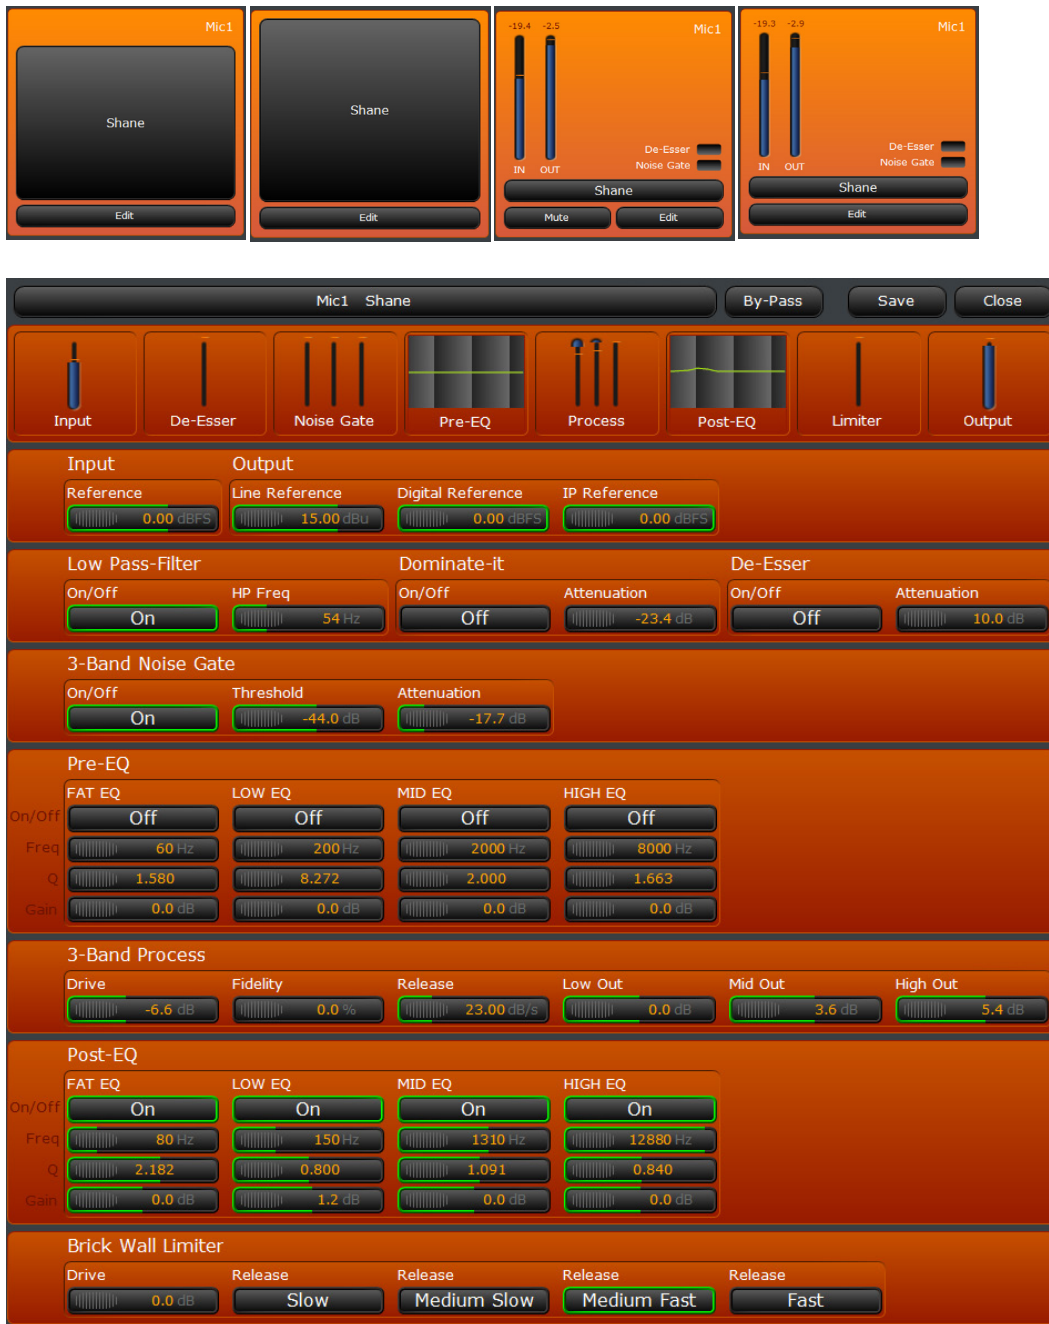 Mic1
-19.4 -2.5
Mic1
-19.3 -2.9
Mic1
Shane
Shane
De-Esser
Noise Gate
IN OUT
De-Esser
Noise Gate
IN OUT
Shane
Shane
Edit
Edit
Mute
Edit
Edit
Mic1 Shane
By-Pass
Save
Close
Input
De-Esser
Noise Gate
Pre-EQ
Process
Post-EQ
Limiter
Output
Input Output
Reference Line Reference Digital Reference IP Reference
0.00 dBFS 15.00 dBu 0.00 dBFS 0.00 dBFS
Low Pass-Filter Dominate-it De-Esser
On/Off HP Freq On/Off Attenuation On/Off Attenuation
On 54 Hz Off -23.4 dB Off 10.0 dB
3-Band Noise Gate
On/Off Threshold Attenuation
On -44.0 dB -17.7 dB
Pre-EQ
FAT EQ LOW EQ MID EQ HIGH EQ
On/Off Off Off Off Off
Freq 60 Hz 200 Hz 2000 Hz 8000 Hz
Q 1.580 8.272 2.000 1.663
Gain 0.0 dB 0.0 dB 0.0 dB 0.0 dB
3-Band Process
Drive Fidelity Release Low Out Mid Out High Out
-6.6 dB 0.0 % 23.00 dB/s 0.0 dB 3.6 dB 5.4 dB
Post-EQ
FAT EQ LOW EQ MID EQ HIGH EQ
On/Off On On On On
Freq 80 Hz 150 Hz 1310 Hz 12880 Hz
Q 2.182 0.800 1.091 0.840
Gain 0.0 dB 1.2 dB 0.0 dB 0.0 dB
Brick Wall Limiter
Drive Release Release Release Release
0.0 dB Slow Medium Slow Medium Fast Fast